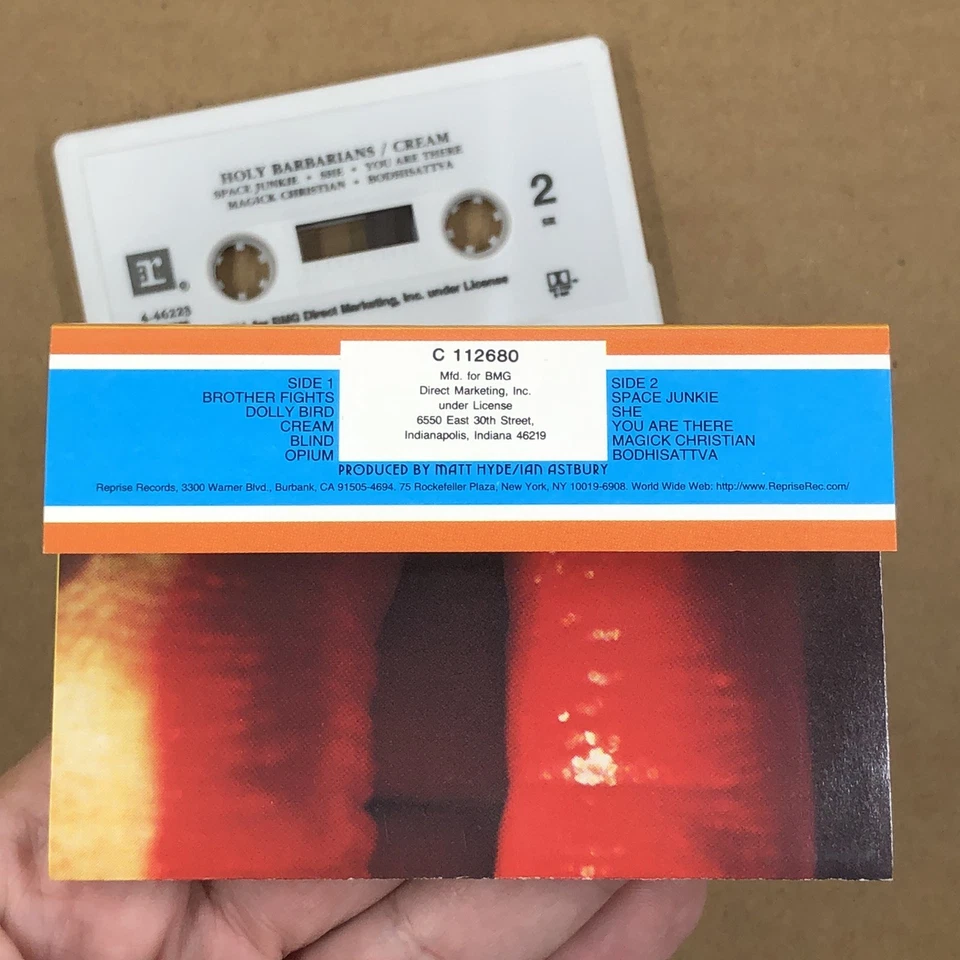 HOLY BARBARIANS / CREAM
SPACE JUNKIE • SHE • YOU ARE THERE
MAGICK CHRISTIAN • BODHISATTVA
2
r
®
4-46225
for BMG Direct Marketing, Inc. under License
C 112680
Mfd. for BMG
Direct Marketing, Inc.
under License
6550 East 30th Street,
Indianapolis, Indiana 46219
SIDE 1
BROTHER FIGHTS
DOLLY BIRD
CREAM
BLIND
OPIUM
SIDE 2
SPACE JUNKIE
SHE
YOU ARE THERE
MAGICK CHRISTIAN
BODHISATTVA
PRODUCED BY MATT HYDE/IAN ASTBURY
Reprise Records, 3300 Warner Blvd., Burbank, CA 91505-4694. 75 Rockefeller Plaza, New York, NY 10019-6908. World Wide Web: http://www.RepriseRec.com/